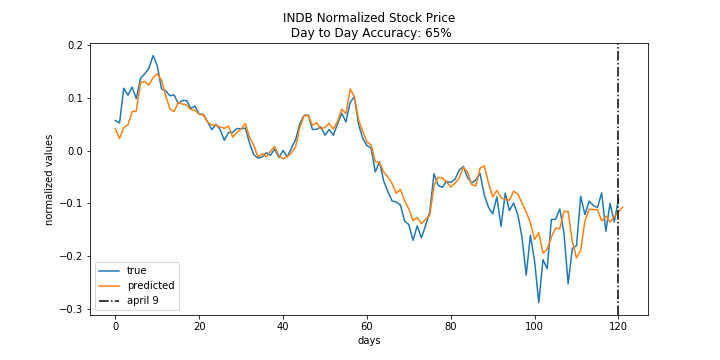 INDB Normalized Stock Price
Day to Day Accuracy: 65%
normalized values
0.2
0.1
0.0
−0.1
−0.2
−0.3
true
predicted
april 9
0 20 40 60 80 100 120
days